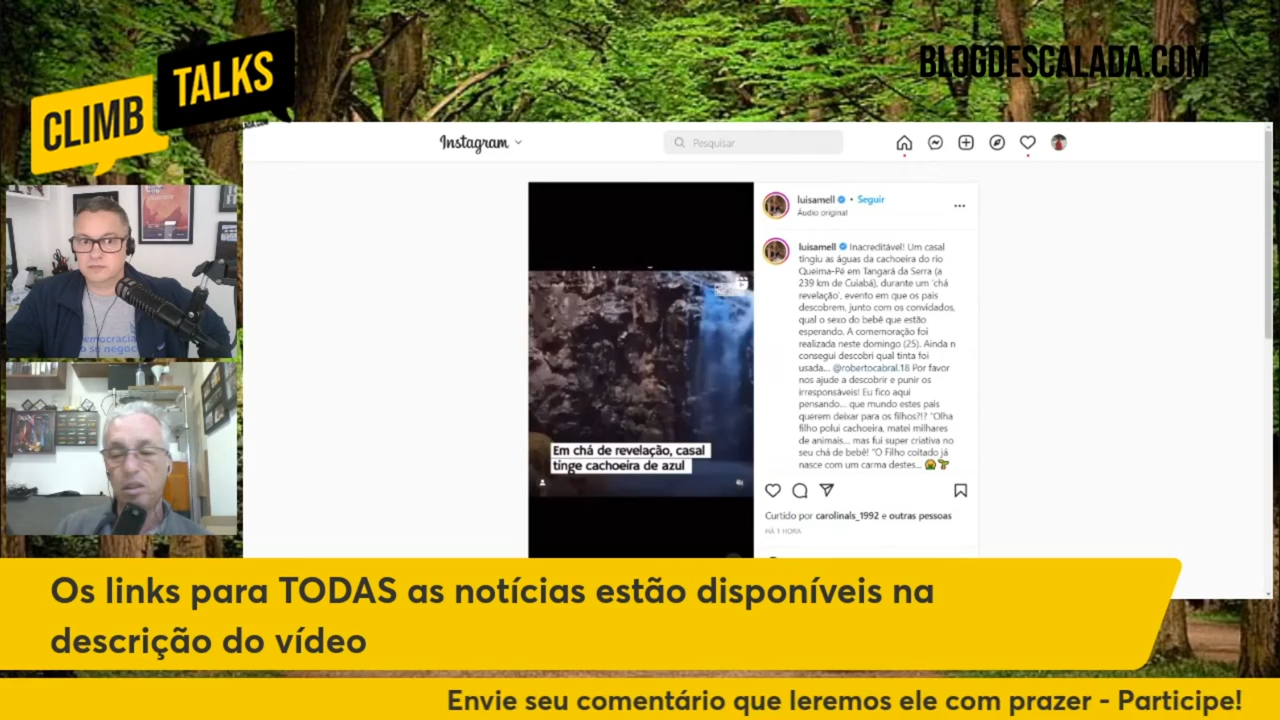 CLIMB
TALKS
BLOGDESCALADA.COM
Instagram
Pesquisar
luisamell • Seguir
Áudio original
luisamell Inacreditável! Um casal
tingiu as águas da cachoeira do rio
Queima-Pé em Tangará da Serra (a
239 km de Cuiabá), durante um 'chá
revelação', evento em que os pais
descobrem, junto com os convidados,
qual o sexo do bebê que estão
esperando. A comemoração foi
realizada neste domingo (25). Ainda n
consegui descobri qual tinta foi
usada... @robertocabral.18 Por favor
nos ajude a descobrir e punir os
irresponsáveis! Eu fico aqui
pensando... que mundo estes pais
querem deixar para os filhos?!? "Olha
filho polui cachoeira, matei milhares
de animais... mas fui super criativa no
seu chá de bebê! "O Filho coitado já
nasce com um carma destes...
Em chá de revelação, casal
tinge cachoeira de azul
Curtido por carolinals_1992 e outras pessoas
HÁ 1 HORA
emocracia
o se negoc
Os links para TODAS as notícias estão disponíveis na
descrição do vídeo
Envie seu comentário que leremos ele com prazer - Participe!